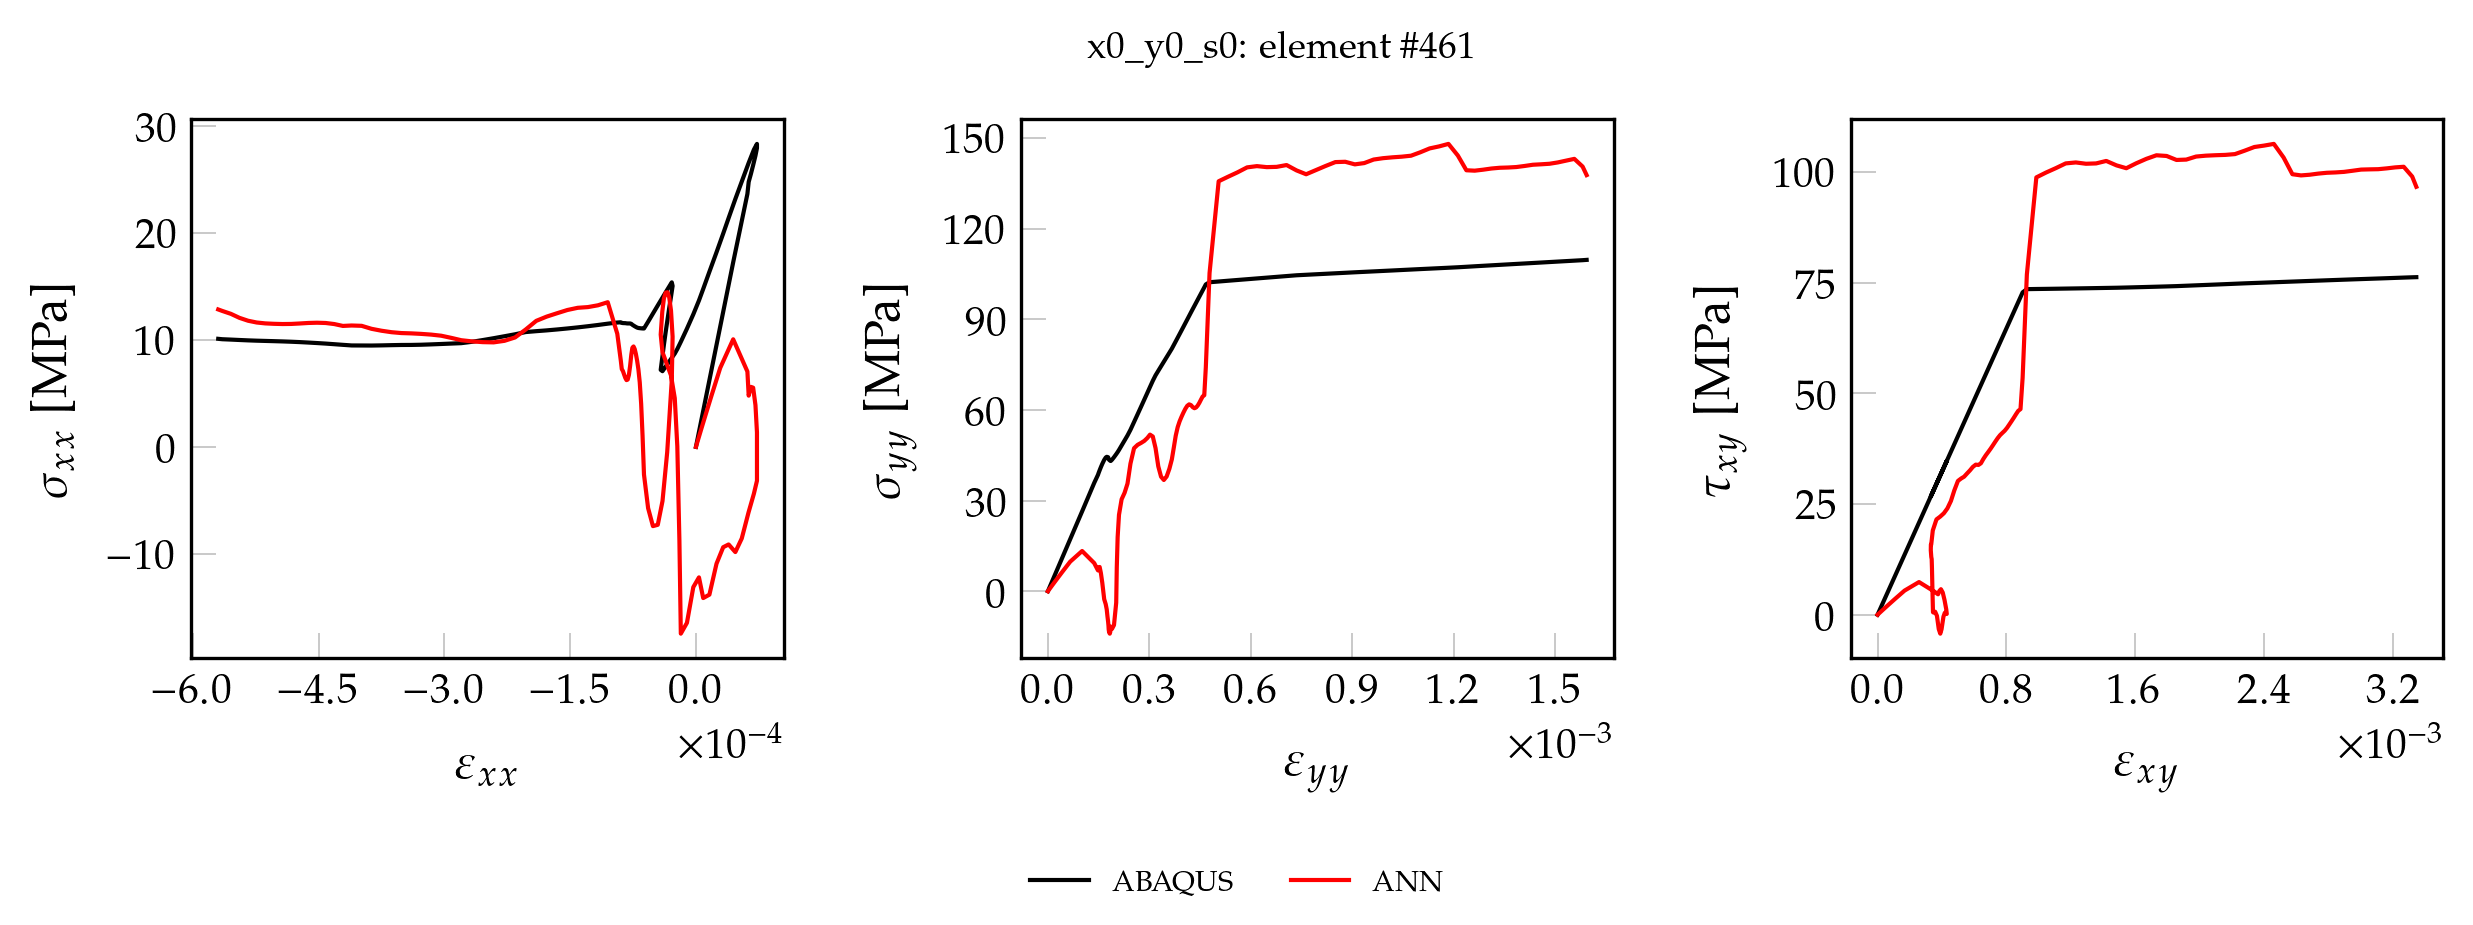 x0_y0_s0: element #461
30
20
10
0
−10
σxx [MPa]
−6.0 −4.5 −3.0 −1.5 0.0
×10−4
εxx
150
120
90
60
30
0
σyy [MPa]
0.0 0.3 0.6 0.9 1.2 1.5
×10−3
εyy
100
75
50
25
0
τxy [MPa]
0.0 0.8 1.6 2.4 3.2
×10−3
εxy
ABAQUS ANN